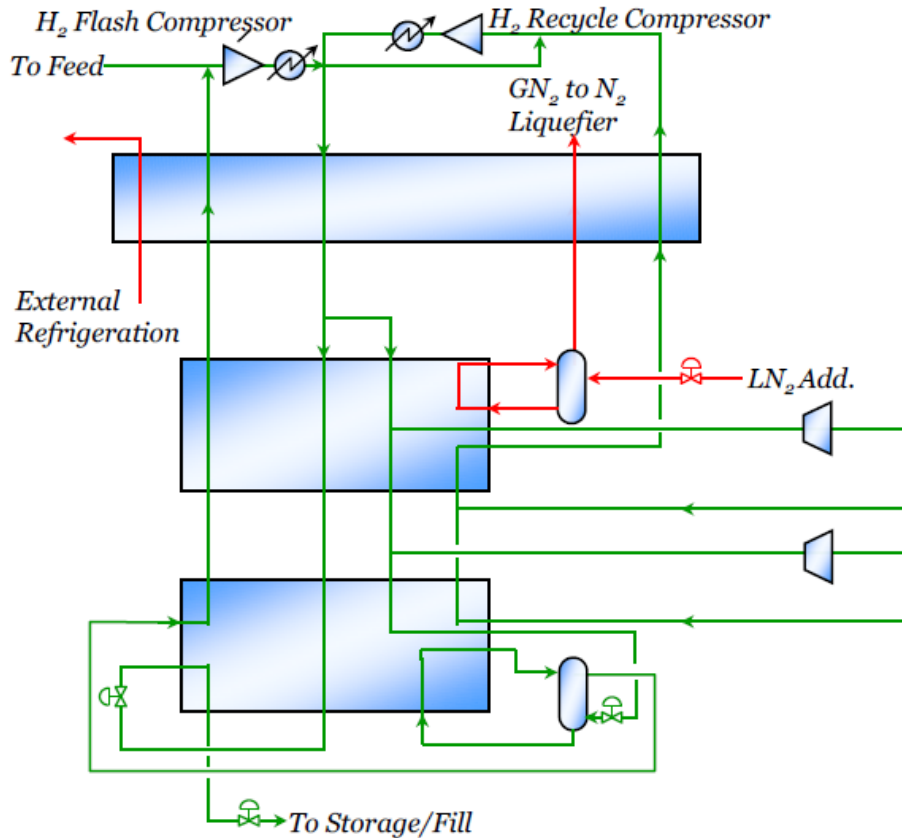 H₂ Flash Compressor
H₂ Recycle Compressor
To Feed
GN₂ to N₂
Liquefier
External
Refrigeration
LN₂ Add.
To Storage/Fill